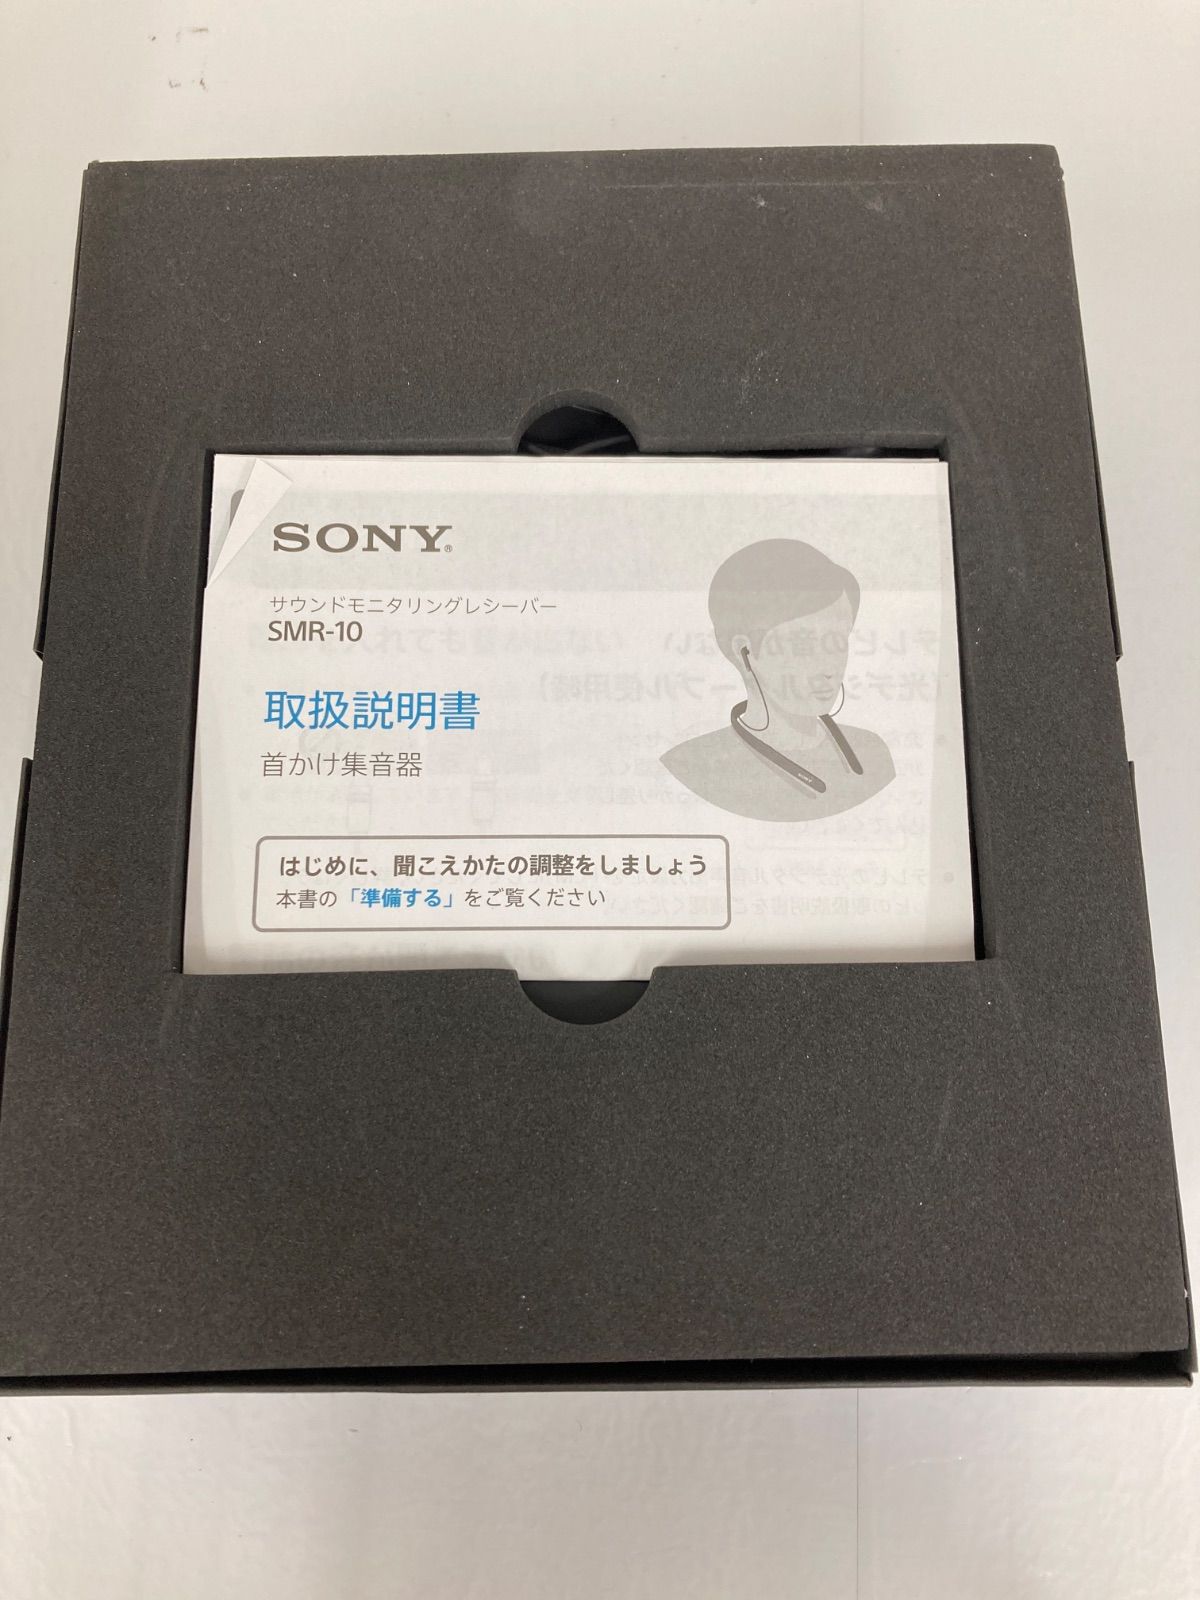 SONY®
サウンドモニタリングレシーバー
SMR-10
取扱説明書
首かけ集音器
はじめに、聞こえかたの調整をしましょう
本書の「準備する」をご覧ください
SONY